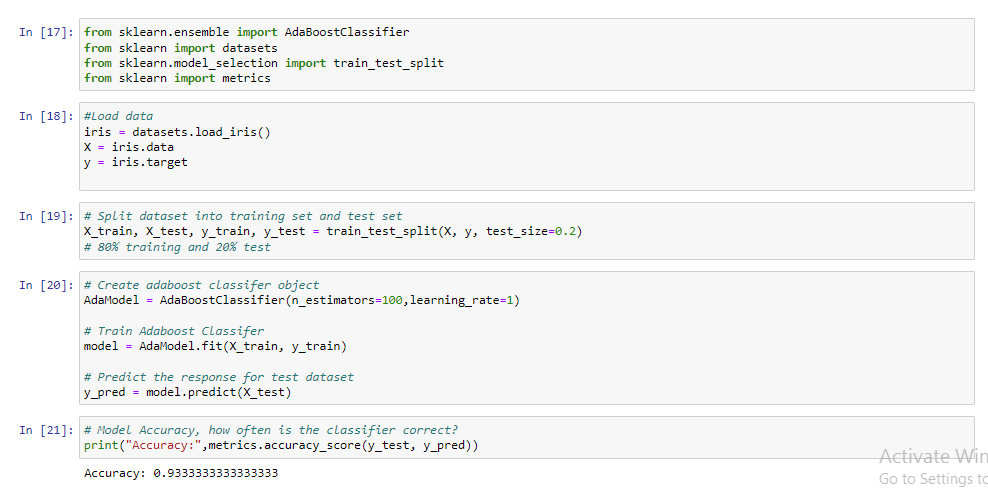 In [17]: from sklearn.ensemble import AdaBoostClassifier
from sklearn import datasets
from sklearn.model_selection import train_test_split
from sklearn import metrics
In [18]: #Load data
iris = datasets.load_iris()
X = iris.data
y = iris.target
In [19]: # Split dataset into training set and test set
X_train, X_test, y_train, y_test = train_test_split(X, y, test_size=0.2)
# 80% training and 20% test
In [20]: # Create adaboost classifer object
AdaModel = AdaBoostClassifier(n_estimators=100,learning_rate=1)
# Train Adaboost Classifer
model = AdaModel.fit(X_train, y_train)
# Predict the response for test dataset
y_pred = model.predict(X_test)
In [21]: # Model Accuracy, how often is the classifier correct?
print("Accuracy:",metrics.accuracy_score(y_test, y_pred))
Accuracy: 0.9333333333333333
Activate Win
Go to Settings to